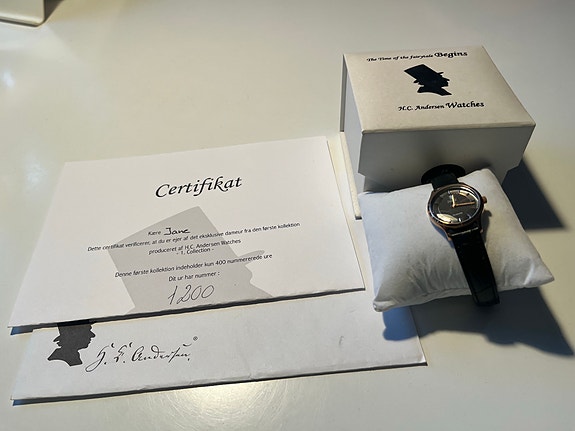 The Time of the fairytale Begins
H.C. Andersen Watches
Certifikat
Kære Jane
Dette certifikat verificerer, at du er ejer af det eksklusive dameur fra den første kollektion
produceret af H.C. Andersen Watches
- 1. Collection -
Denne første kollektion indeholder kun 400 nummererede ure
Dit ur har nummer :
1200
H. C. Andersen ®